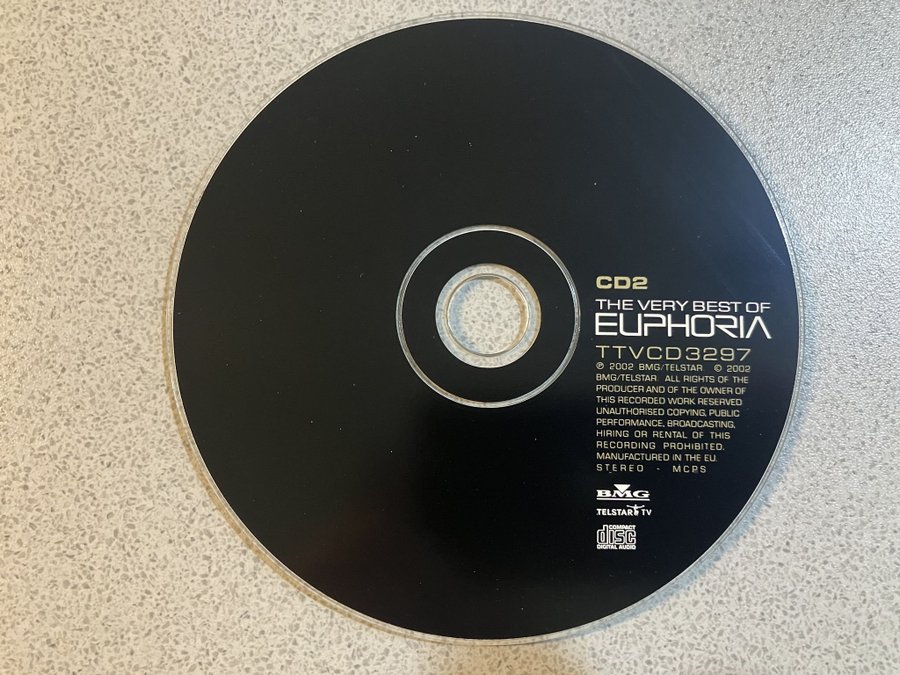 CD2
THE VERY BEST OF
EUPHORIA
TTVCD3297
℗ 2002 BMG/TELSTAR. © 2002
BMG/TELSTAR. ALL RIGHTS OF THE
PRODUCER AND OF THE OWNER OF
THIS RECORDED WORK RESERVED
UNAUTHORISED COPYING, PUBLIC
PERFORMANCE, BROADCASTING,
HIRING OR RENTAL OF THIS
RECORDING PROHIBITED.
MANUFACTURED IN THE EU.
STEREO - MCPS
BMG
TELSTAR TV
COMPACT
disc
DIGITAL AUDIO